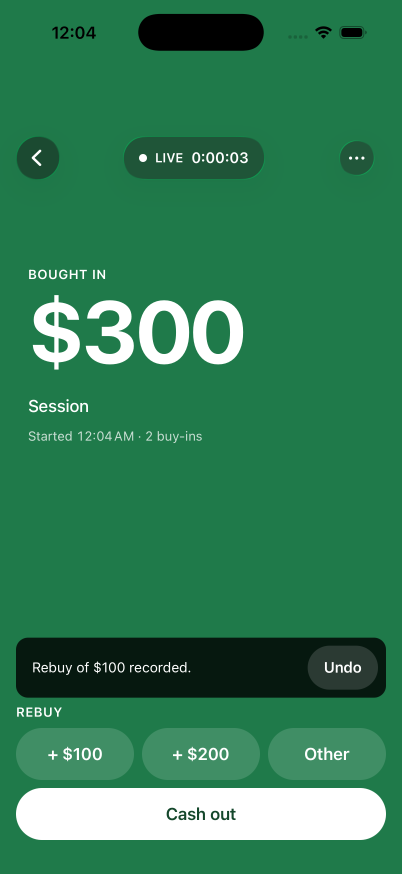 12:04
LIVE 0:00:03
BOUGHT IN
$300
Session
Started 12:04 AM · 2 buy-ins
Rebuy of $100 recorded.
Undo
REBUY
+ $100
+ $200
Other
Cash out